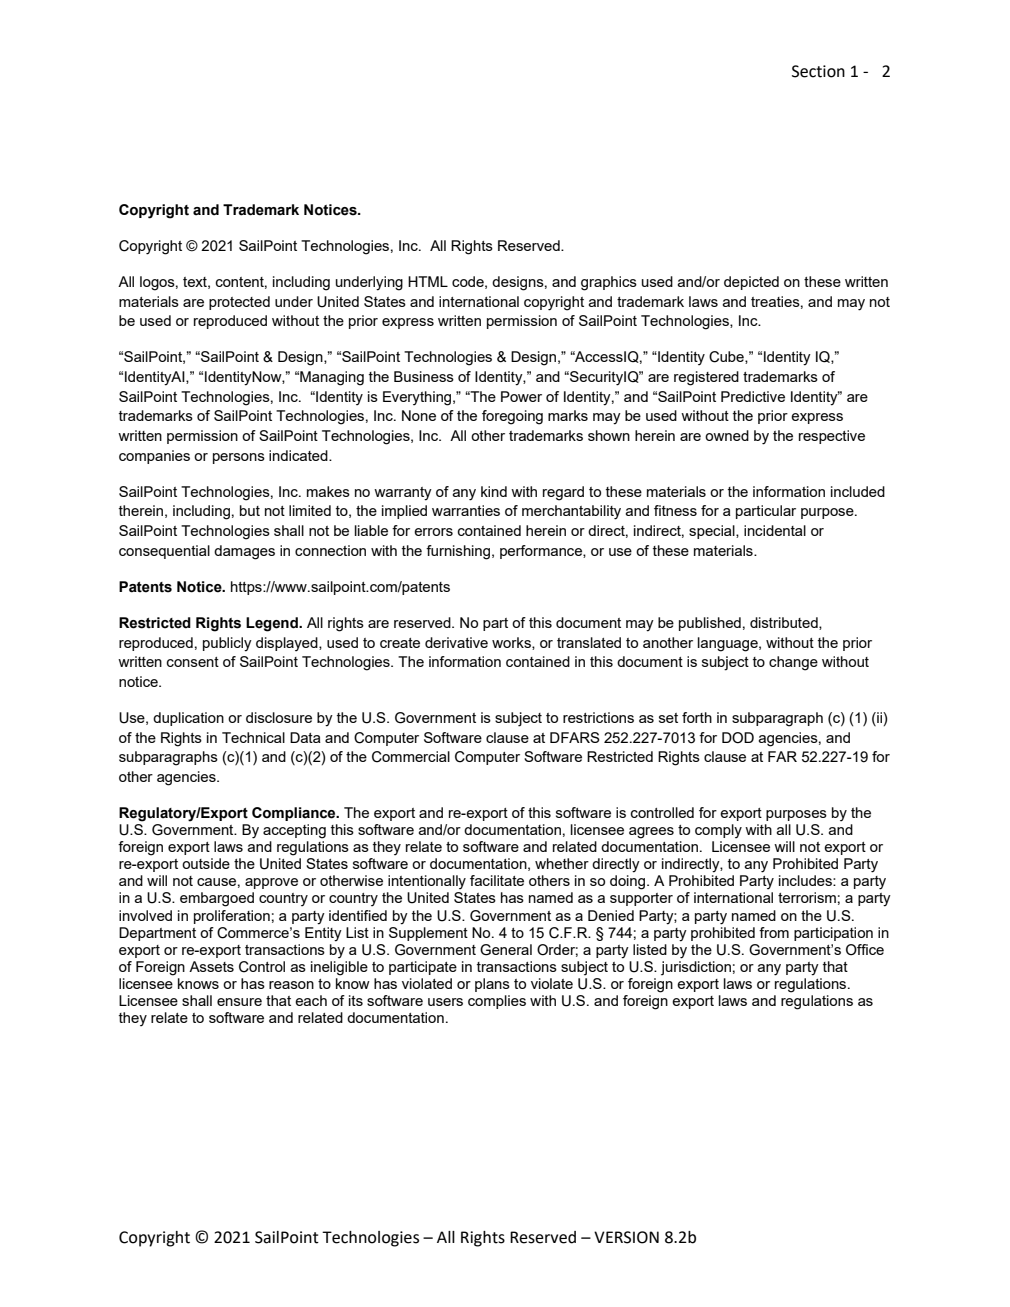 Section 1 -   2
Copyright and Trademark Notices.
Copyright © 2021 SailPoint Technologies, Inc.  All Rights Reserved.
All logos, text, content, including underlying HTML code, designs, and graphics used and/or depicted on these written
materials are protected under United States and international copyright and trademark laws and treaties, and may not
be used or reproduced without the prior express written permission of SailPoint Technologies, Inc.
“SailPoint,” “SailPoint & Design,” “SailPoint Technologies & Design,” “AccessIQ,” “Identity Cube,” “Identity IQ,”
“IdentityAI,” “IdentityNow,” “Managing the Business of Identity,” and “SecurityIQ” are registered trademarks of
SailPoint Technologies, Inc.  “Identity is Everything,” “The Power of Identity,” and “SailPoint Predictive Identity” are
trademarks of SailPoint Technologies, Inc. None of the foregoing marks may be used without the prior express
written permission of SailPoint Technologies, Inc.  All other trademarks shown herein are owned by the respective
companies or persons indicated.
SailPoint Technologies, Inc. makes no warranty of any kind with regard to these materials or the information included
therein, including, but not limited to, the implied warranties of merchantability and fitness for a particular purpose.
SailPoint Technologies shall not be liable for errors contained herein or direct, indirect, special, incidental or
consequential damages in connection with the furnishing, performance, or use of these materials.
Patents Notice. https://www.sailpoint.com/patents
Restricted Rights Legend. All rights are reserved. No part of this document may be published, distributed,
reproduced, publicly displayed, used to create derivative works, or translated to another language, without the prior
written consent of SailPoint Technologies. The information contained in this document is subject to change without
notice.
Use, duplication or disclosure by the U.S. Government is subject to restrictions as set forth in subparagraph (c) (1) (ii)
of the Rights in Technical Data and Computer Software clause at DFARS 252.227-7013 for DOD agencies, and
subparagraphs (c)(1) and (c)(2) of the Commercial Computer Software Restricted Rights clause at FAR 52.227-19 for
other agencies.
Regulatory/Export Compliance. The export and re-export of this software is controlled for export purposes by the
U.S. Government. By accepting this software and/or documentation, licensee agrees to comply with all U.S. and
foreign export laws and regulations as they relate to software and related documentation.  Licensee will not export or
re-export outside the United States software or documentation, whether directly or indirectly, to any Prohibited Party
and will not cause, approve or otherwise intentionally facilitate others in so doing. A Prohibited Party includes: a party
in a U.S. embargoed country or country the United States has named as a supporter of international terrorism; a party
involved in proliferation; a party identified by the U.S. Government as a Denied Party; a party named on the U.S.
Department of Commerce’s Entity List in Supplement No. 4 to 15 C.F.R. § 744; a party prohibited from participation in
export or re-export transactions by a U.S. Government General Order; a party listed by the U.S. Government’s Office
of Foreign Assets Control as ineligible to participate in transactions subject to U.S. jurisdiction; or any party that
licensee knows or has reason to know has violated or plans to violate U.S. or foreign export laws or regulations.
Licensee shall ensure that each of its software users complies with U.S. and foreign export laws and regulations as
they relate to software and related documentation.
Copyright © 2021 SailPoint Technologies – All Rights Reserved – VERSION 8.2b